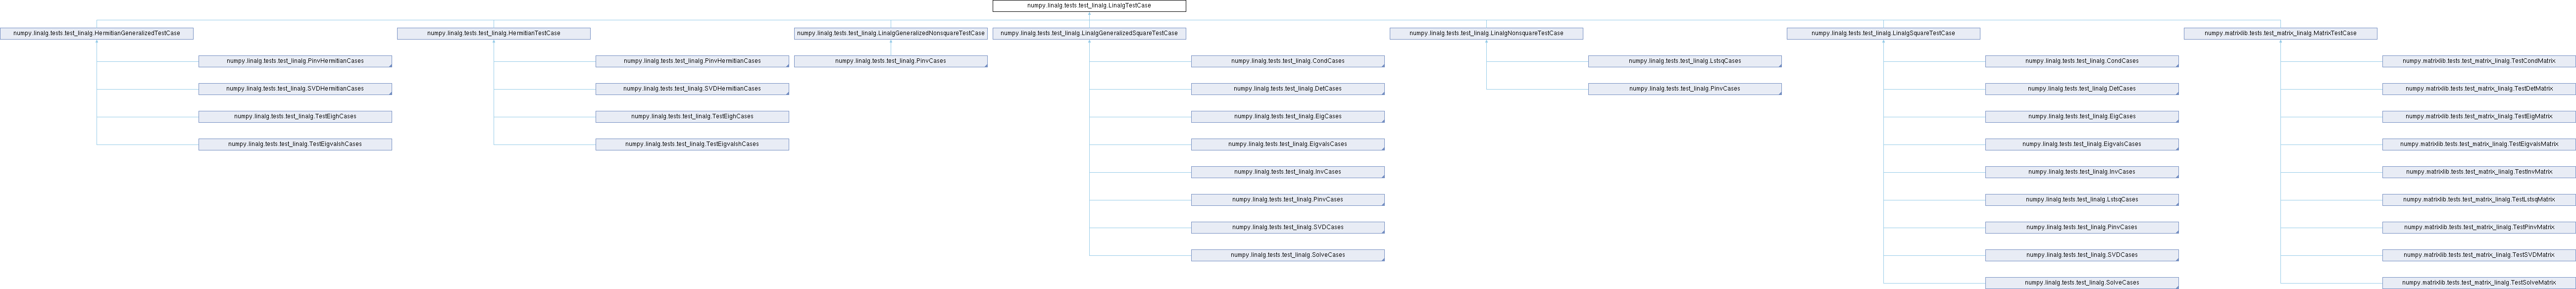 numpy.linalg.tests.test_linalg.LinalgTestCase
numpy.linalg.tests.test_linalg.HermitianGeneralizedTestCase
numpy.linalg.tests.test_linalg.HermitianTestCase
numpy.linalg.tests.test_linalg.LinalgGeneralizedNonsquareTestCase
numpy.linalg.tests.test_linalg.LinalgGeneralizedSquareTestCase
numpy.linalg.tests.test_linalg.LinalgNonsquareTestCase
numpy.linalg.tests.test_linalg.LinalgSquareTestCase
numpy.matrixlib.tests.test_matrix_linalg.MatrixTestCase
numpy.linalg.tests.test_linalg.PinvHermitianCases
numpy.linalg.tests.test_linalg.PinvHermitianCases
numpy.linalg.tests.test_linalg.PinvCases
numpy.linalg.tests.test_linalg.CondCases
numpy.linalg.tests.test_linalg.LstsqCases
numpy.linalg.tests.test_linalg.CondCases
numpy.matrixlib.tests.test_matrix_linalg.TestCondMatrix
numpy.linalg.tests.test_linalg.SVDHermitianCases
numpy.linalg.tests.test_linalg.SVDHermitianCases
numpy.linalg.tests.test_linalg.DetCases
numpy.linalg.tests.test_linalg.PinvCases
numpy.linalg.tests.test_linalg.DetCases
numpy.matrixlib.tests.test_matrix_linalg.TestDetMatrix
numpy.linalg.tests.test_linalg.TestEighCases
numpy.linalg.tests.test_linalg.TestEighCases
numpy.linalg.tests.test_linalg.EigCases
numpy.linalg.tests.test_linalg.EigCases
numpy.matrixlib.tests.test_matrix_linalg.TestEigMatrix
numpy.linalg.tests.test_linalg.TestEigvalshCases
numpy.linalg.tests.test_linalg.TestEigvalshCases
numpy.linalg.tests.test_linalg.EigvalsCases
numpy.linalg.tests.test_linalg.EigvalsCases
numpy.matrixlib.tests.test_matrix_linalg.TestEigvalsMatrix
numpy.linalg.tests.test_linalg.InvCases
numpy.linalg.tests.test_linalg.InvCases
numpy.matrixlib.tests.test_matrix_linalg.TestInvMatrix
numpy.linalg.tests.test_linalg.PinvCases
numpy.linalg.tests.test_linalg.LstsqCases
numpy.matrixlib.tests.test_matrix_linalg.TestLstsqMatrix
numpy.linalg.tests.test_linalg.SVDCases
numpy.linalg.tests.test_linalg.PinvCases
numpy.matrixlib.tests.test_matrix_linalg.TestPinvMatrix
numpy.linalg.tests.test_linalg.SolveCases
numpy.linalg.tests.test_linalg.SVDCases
numpy.matrixlib.tests.test_matrix_linalg.TestSVDMatrix
numpy.linalg.tests.test_linalg.SolveCases
numpy.matrixlib.tests.test_matrix_linalg.TestSolveMatrix